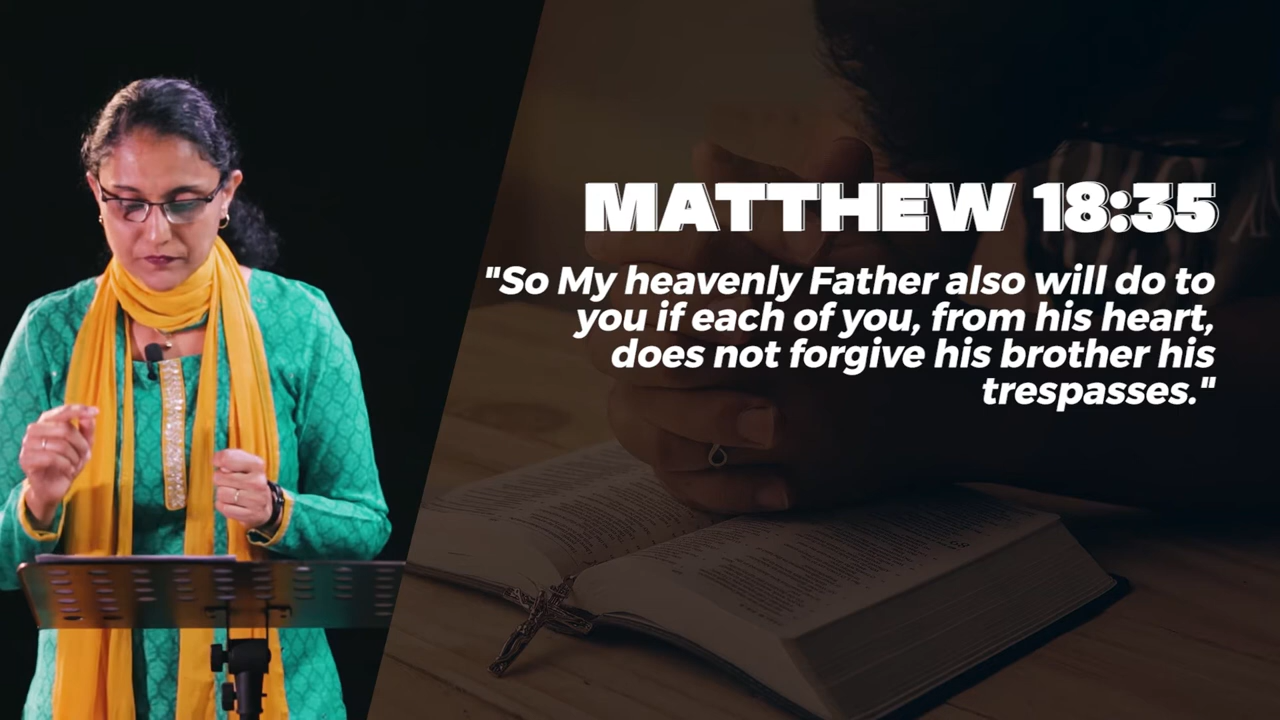 MATTHEW 18:35
"So My heavenly Father also will do to
you if each of you, from his heart,
does not forgive his brother his
trespasses."